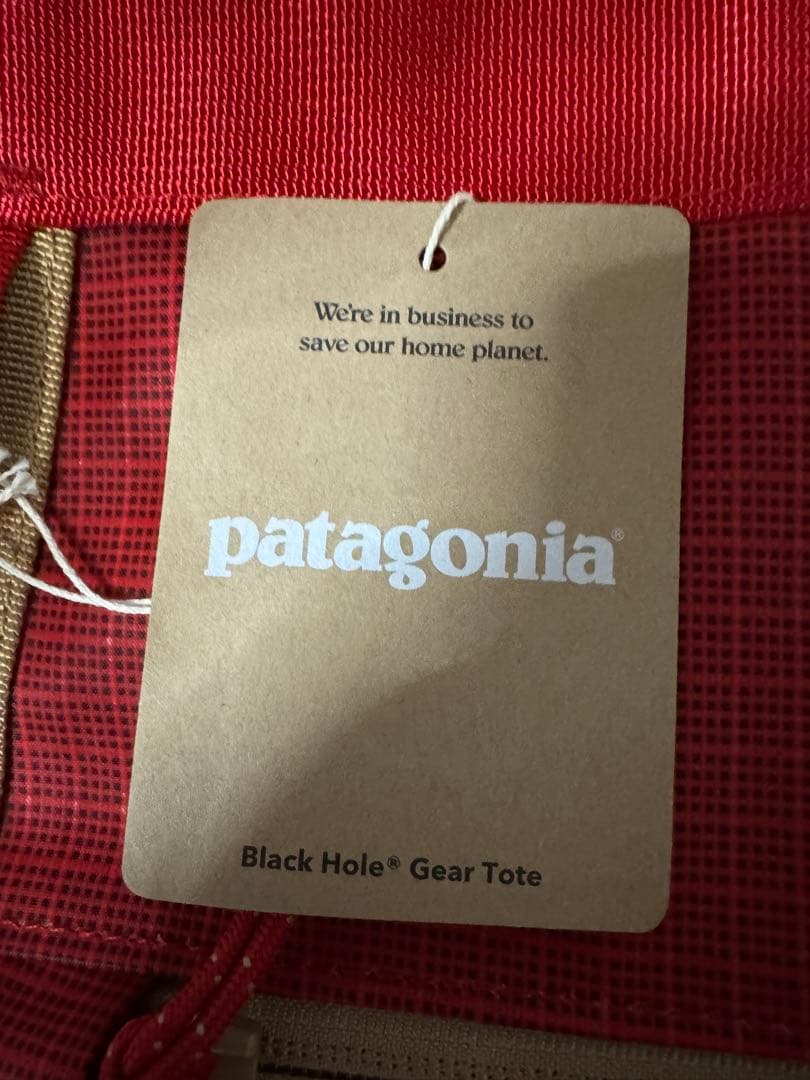 We're in business to
save our home planet.
patagonia®
Black Hole® Gear Tote